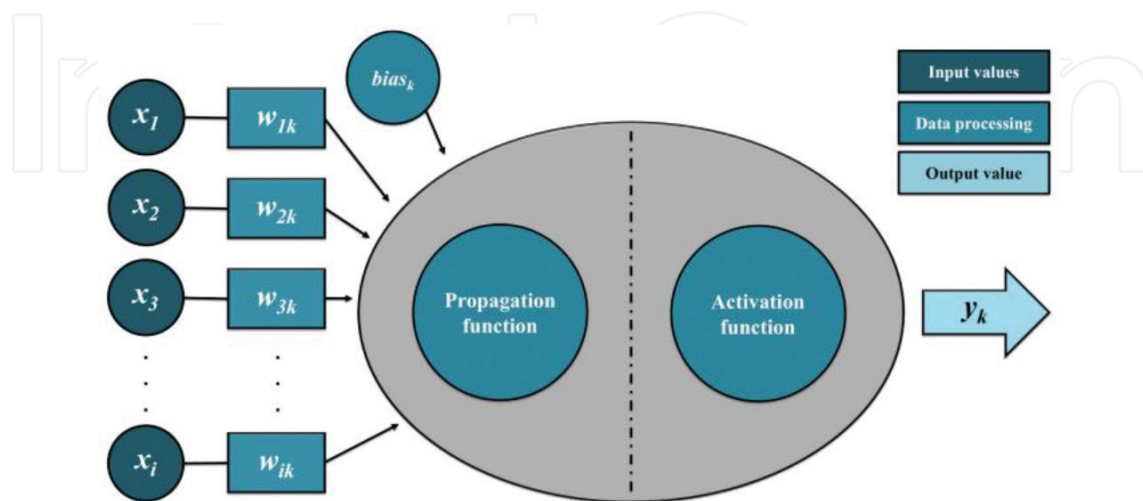 bias_k
x_1
w_1k
x_2
w_2k
x_3
w_3k
. .
. .
. .
x_i
w_ik
Propagation
function
Activation
function
y_k
Input values
Data processing
Output value